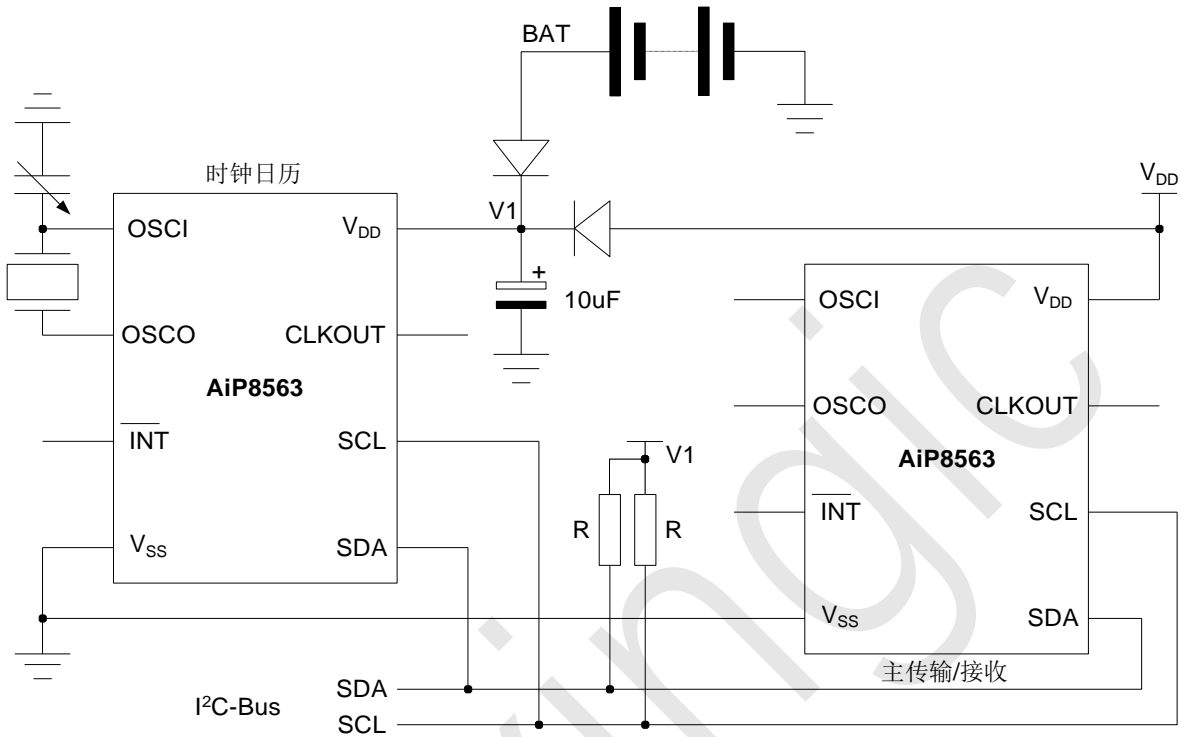 BAT
时钟日历
V1
VDD
OSCI
VDD
+
10uF
OSCI
VDD
OSCO
CLKOUT
AiP8563
OSCO
CLKOUT
INT
SCL
V1
AiP8563
R
R
INT
SCL
VSS
SDA
VSS
SDA
主传输/接收
I²C-Bus
SDA
SCL